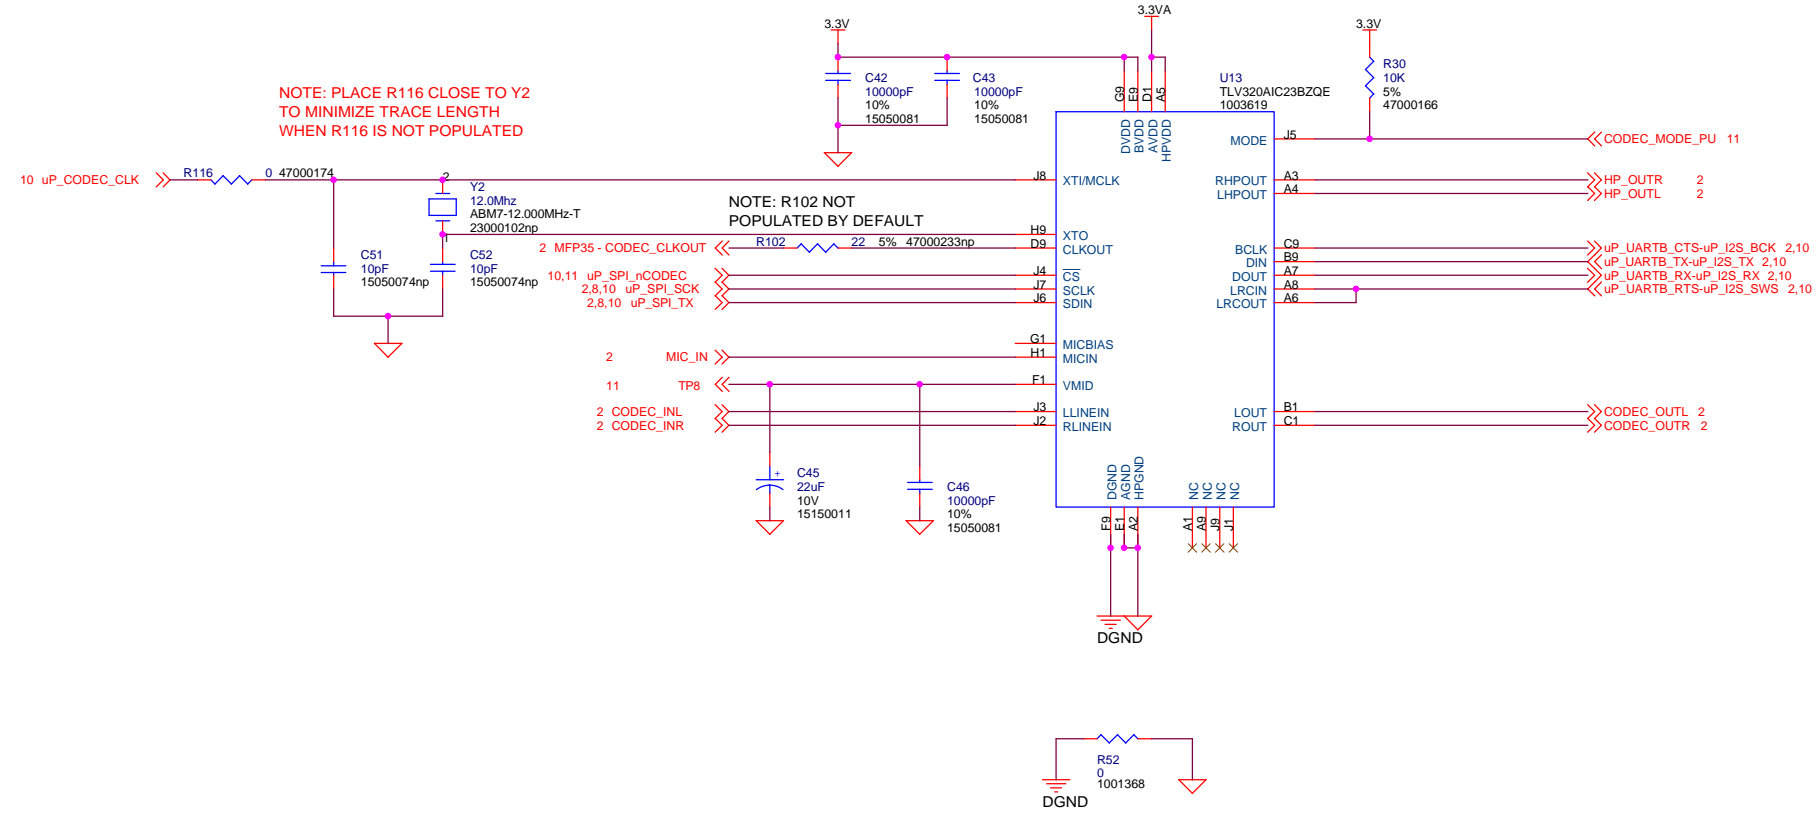 3.3V
3.3VA
3.3V
NOTE: PLACE R116 CLOSE TO Y2
TO MINIMIZE TRACE LENGTH
WHEN R116 IS NOT POPULATED
C42
10000pF
10%
15050081
C43
10000pF
10%
15050081
U13
TLV320AIC23BZQE
1003619
R30
10K
5%
47000166
G9
E9
D1
A5
DVDD
BVDD
AVDD
HPVDD
MODE
J5
CODEC_MODE_PU 11
10 uP_CODEC_CLK
R116
0 47000174
2
Y2
12.0Mhz
ABM7-12.000MHz-T
23000102np
1
J8
XTI/MCLK
RHPOUT
A3
HP_OUTR 2
LHPOUT
A4
HP_OUTL 2
NOTE: R102 NOT
POPULATED BY DEFAULT
H9
XTO
2 MFP35 - CODEC_CLKOUT
R102
22 5% 47000233np
D9
CLKOUT
BCLK
C9
uP_UARTB_CTS-uP_I2S_BCK 2,10
DIN
B9
uP_UARTB_TX-uP_I2S_TX 2,10
DOUT
A7
uP_UARTB_RX-uP_I2S_RX 2,10
LRCIN
A8
uP_UARTB_RTS-uP_I2S_SWS 2,10
LRCOUT
A6
C51
10pF
15050074np
C52
10pF
15050074np
10,11 uP_SPI_nCODEC
J4
CS
2,8,10 uP_SPI_SCK
J7
SCLK
2,8,10 uP_SPI_TX
J6
SDIN
G1
MICBIAS
2 MIC_IN
H1
MICIN
11 TP8
F1
VMID
2 CODEC_INL
J3
LLINEIN
2 CODEC_INR
J2
RLINEIN
LOUT
B1
CODEC_OUTL 2
ROUT
C1
CODEC_OUTR 2
C45
+
22uF
10V
15150011
C46
10000pF
10%
15050081
DGND
AGND
HPGND
NC
NC
NC
NC
F9
E1
A2
A1
A9
J9
J1
DGND
R52
0
1001368
DGND